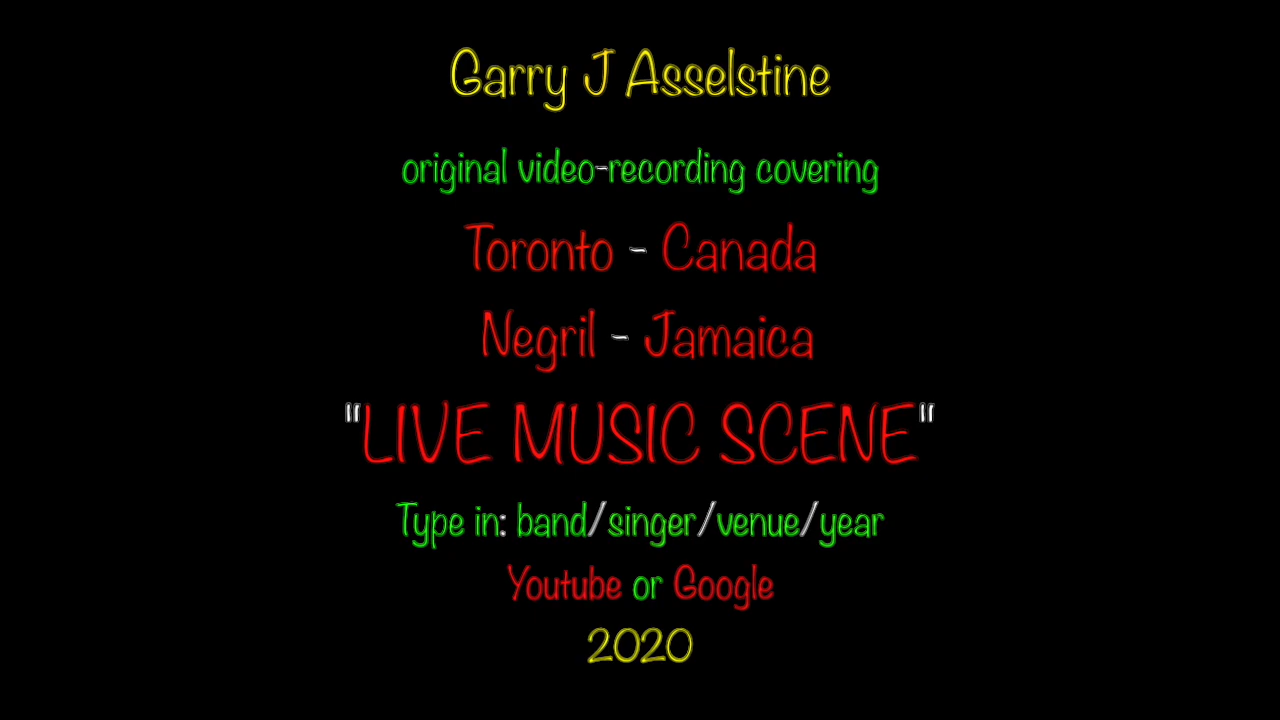 Garry J Asselstine
original video-recording covering
Toronto - Canada
Negril - Jamaica
"LIVE MUSIC SCENE"
Type in: band/singer/venue/year
Youtube or Google
2020